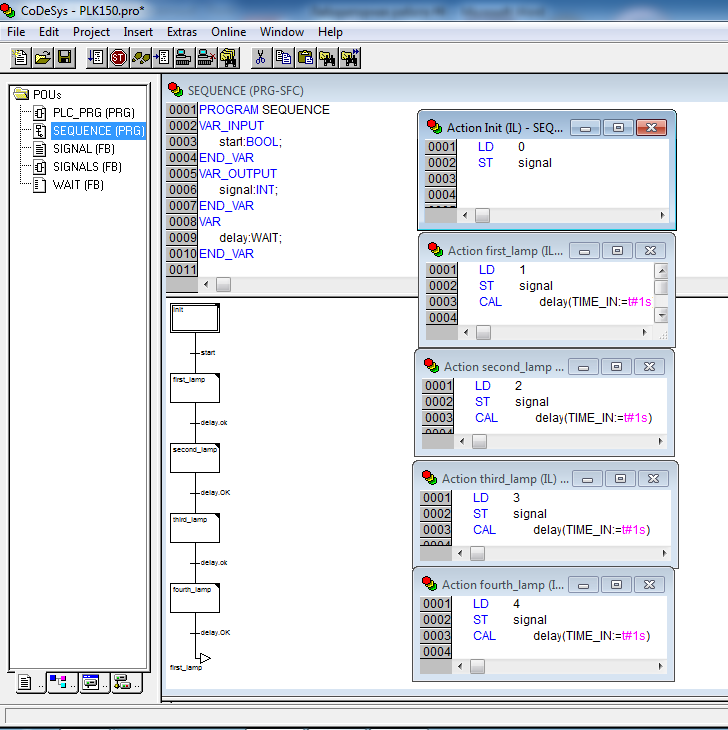 CoDeSys - PLK150.pro*
File Edit Project Insert Extras Online Window Help
POUs
PLC_PRG (PRG)
SEQUENCE (PRG)
SIGNAL (FB)
SIGNALS (FB)
WAIT (FB)
SEQUENCE (PRG-SFC)
0001 PROGRAM SEQUENCE
0002 VAR_INPUT
0003 start:BOOL;
0004 END_VAR
0005 VAR_OUTPUT
0006 signal:INT;
0007 END_VAR
0008 VAR
0009 delay:WAIT;
0010 END_VAR
0011
Init
start
first_lamp
delay.ok
second_lamp
delay.OK
third_lamp
delay.ok
fourth_lamp
delay.OK
first_lamp
Action Init (IL) - SEQ...
0001 LD 0
0002 ST signal
0003
0004
Action first_lamp (IL...
0001 LD 1
0002 ST signal
0003 CAL delay(TIME_IN:=t#1s
0004
Action second_lamp ...
0001 LD 2
0002 ST signal
0003 CAL delay(TIME_IN:=t#1s)
Action third_lamp (IL) ...
0001 LD 3
0002 ST signal
0003 CAL delay(TIME_IN:=t#1s)
Action fourth_lamp (I...
0001 LD 4
0002 ST signal
0003 CAL delay(TIME_IN:=t#1s)
0004